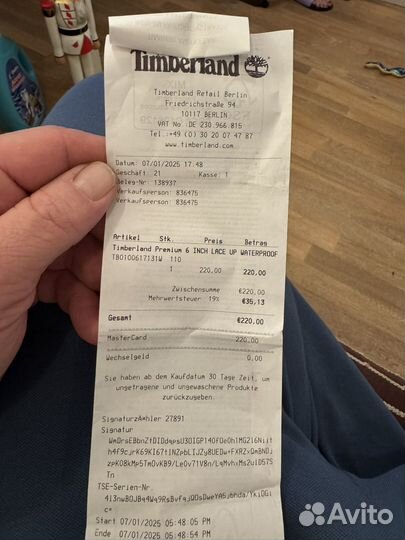 Timberland
Timberland Retail Berlin
Friedrichstraße 94
10117 BERLIN
VAT No.:DE 230.966.815
Tel.:+49 (0) 30 20 07 47 87
www.timberland.com
Datum: 07/01/2025 17:48
Geschäft: 21 Kasse: 1
Beleg-Nr: 138937
Verkaufsperson: 836475
Verkaufsperson: 836475
Artikel Stk. Preis Betrag
Timberland Premium 6 INCH LACE UP WATERPROOF
TB0100617131W 110
1 220.00 220.00
Zwischensumme €220,00
Mehrwertsteuer 19% €35,13
Gesamt €220,00
MasterCard 220.00
Wechselgeld 0.00
Sie haben ab dem Kaufdatum 30 Tage Zeit, um
ungetragene und ungewaschene Produkte
zurückzugeben.
27891
Signatur
TSE-Serien-Nr.
Start 07/01/2025 05:48:05 PM
Ende 07/01/2025 05:48:54 PM
Avito